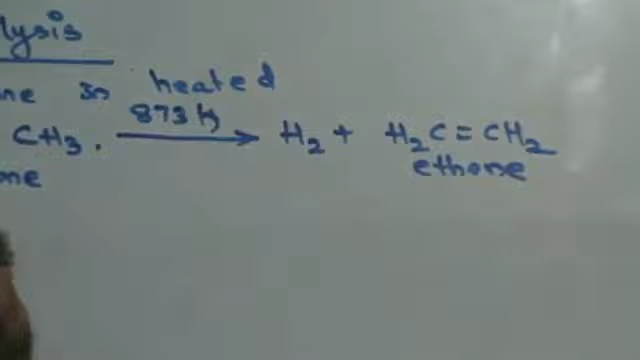 lysis
ne is heated
873 K
CH3. → H2 + H2C = CH2
ne ethene